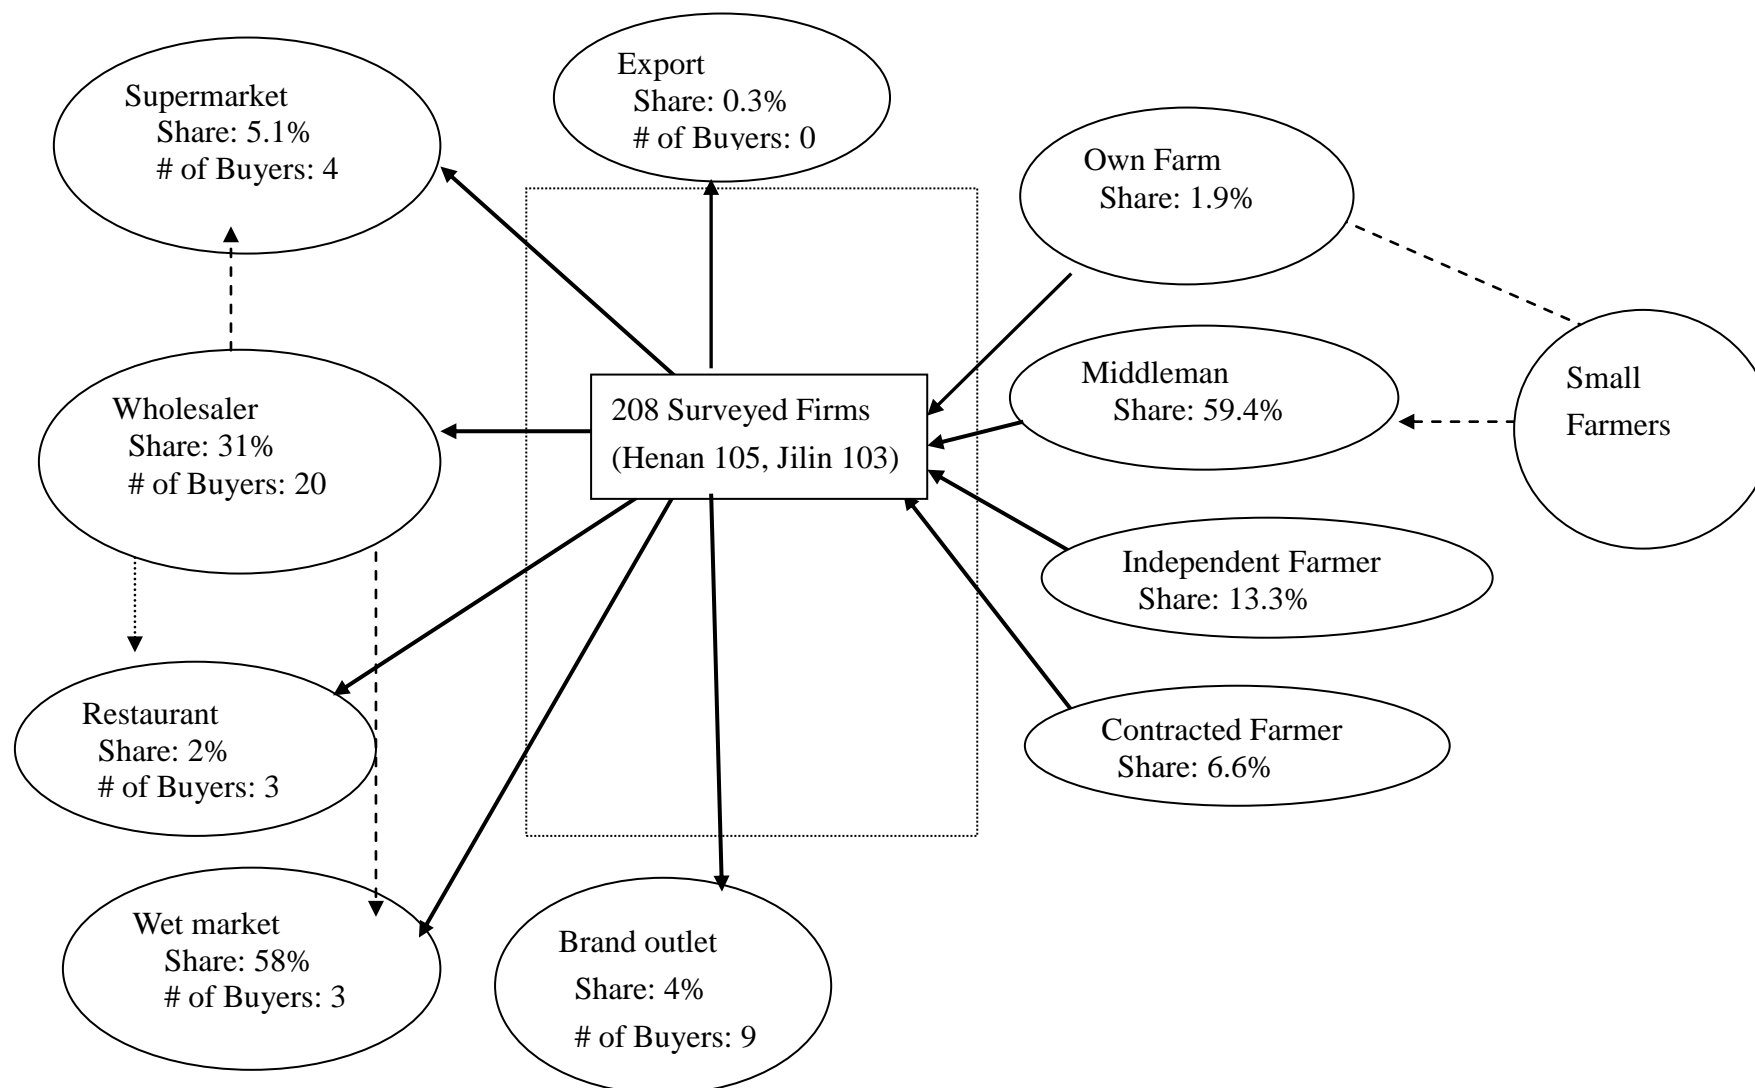 Export
Share: 0.3%
# of Buyers: 0
Supermarket
Share: 5.1%
# of Buyers: 4
Own Farm
Share: 1.9%
Middleman
Share: 59.4%
Small
Farmers
Wholesaler
Share: 31%
# of Buyers: 20
208 Surveyed Firms
(Henan 105, Jilin 103)
Independent Farmer
Share: 13.3%
Restaurant
Share: 2%
# of Buyers: 3
Contracted Farmer
Share: 6.6%
Wet market
Share: 58%
# of Buyers: 3
Brand outlet
Share: 4%
# of Buyers: 9